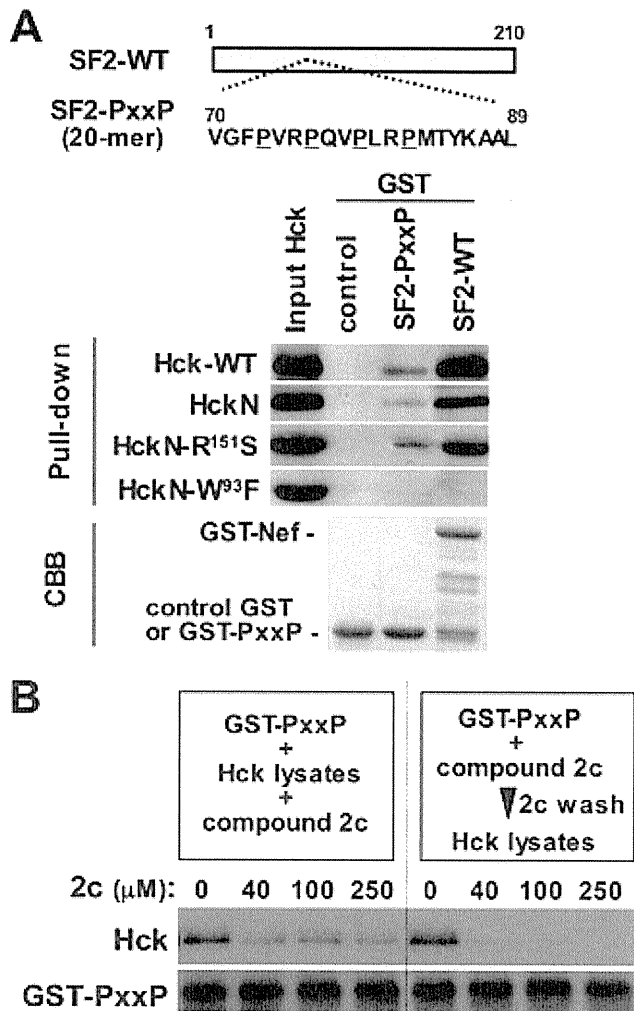 A
1 210
SF2-WT
SF2-PxxP
(20-mer)
70 89
VGFPVRPQVPLRPMTYKAAL
GST
Input Hck
control
SF2-PxxP
SF2-WT
Pull-down
Hck-WT
HckN
HckN-R151S
HckN-W93F
CBB
GST-Nef -
control GST
or GST-PxxP -
B
GST-PxxP
+
Hck lysates
+
compound 2c
GST-PxxP
+
compound 2c
2c wash
Hck lysates
2c (μM): 0 40 100 250 0 40 100 250
Hck
GST-PxxP